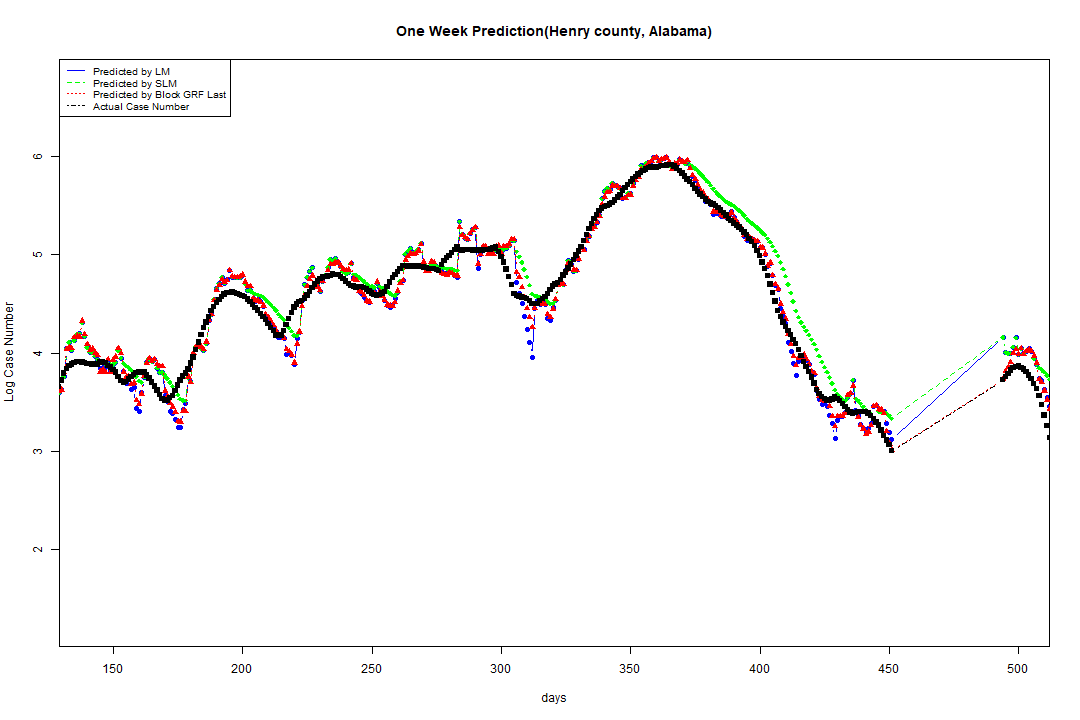 One Week Prediction(Henry county, Alabama)
Predicted by LM
Predicted by SLM
Predicted by Block GRF Last
Actual Case Number
Log Case Number
6
5
4
3
2
150 200 250 300 350 400 450 500
days